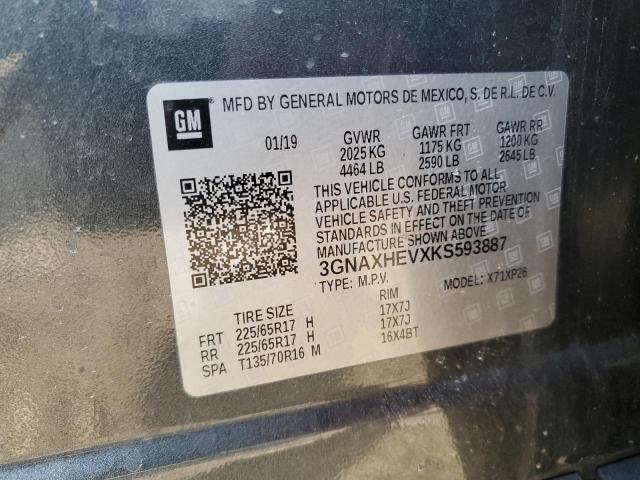 GM
MFD BY GENERAL MOTORS DE MEXICO, S. DE R.L. DE C.V.
01/19 GVWR GAWR FRT GAWR RR
2025 KG 1175 KG 1200 KG
4464 LB 2590 LB 2645 LB
THIS VEHICLE CONFORMS TO ALL
APPLICABLE U.S. FEDERAL MOTOR
VEHICLE SAFETY AND THEFT PREVENTION
STANDARDS IN EFFECT ON THE DATE OF
MANUFACTURE SHOWN ABOVE.
3GNAXHEVXKS593887
TYPE: M.P.V. MODEL: X71XP26
TIRE SIZE RIM
FRT 225/65R17 H 17X7J
RR 225/65R17 H 17X7J
SPA T135/70R16 M 16X4BT